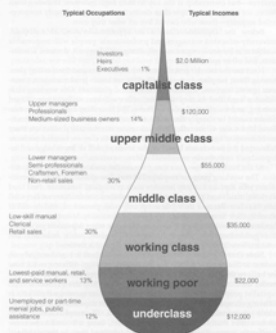 Typical Occupations
Typical Incomes
Investors
Heirs
Executives 1%
$2.0 Million
capitalist class
Upper managers
Professionals
Medium-sized business owners 14%
$120,000
upper middle class
Lower managers
Semi-professionals
Craftsmen, Foremen
Non-retail sales 30%
$55,000
middle class
Low-skill manual
Clerical
Retail sales 30%
$35,000
working class
Lowest-paid manual, retail,
and service workers 13%
working poor
$22,000
Unemployed or part-time
menial jobs, public
assistance 12%
underclass
$12,000